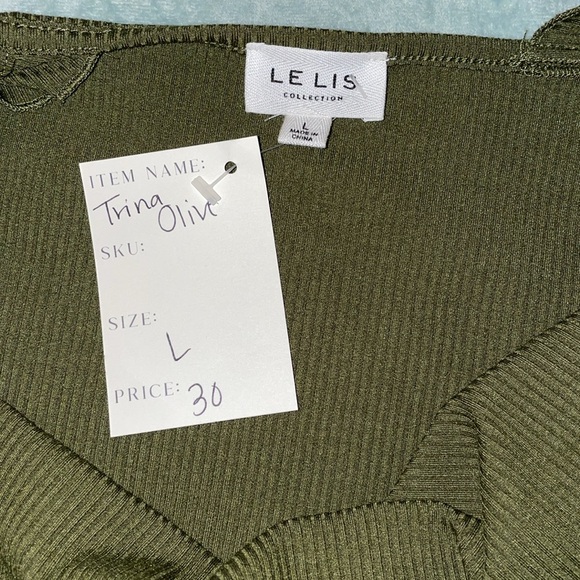 LE LIS
COLLECTION
L
MADE IN
CHINA
ITEM NAME:
Trina
Olive
SKU:
SIZE:
L
PRICE: 30